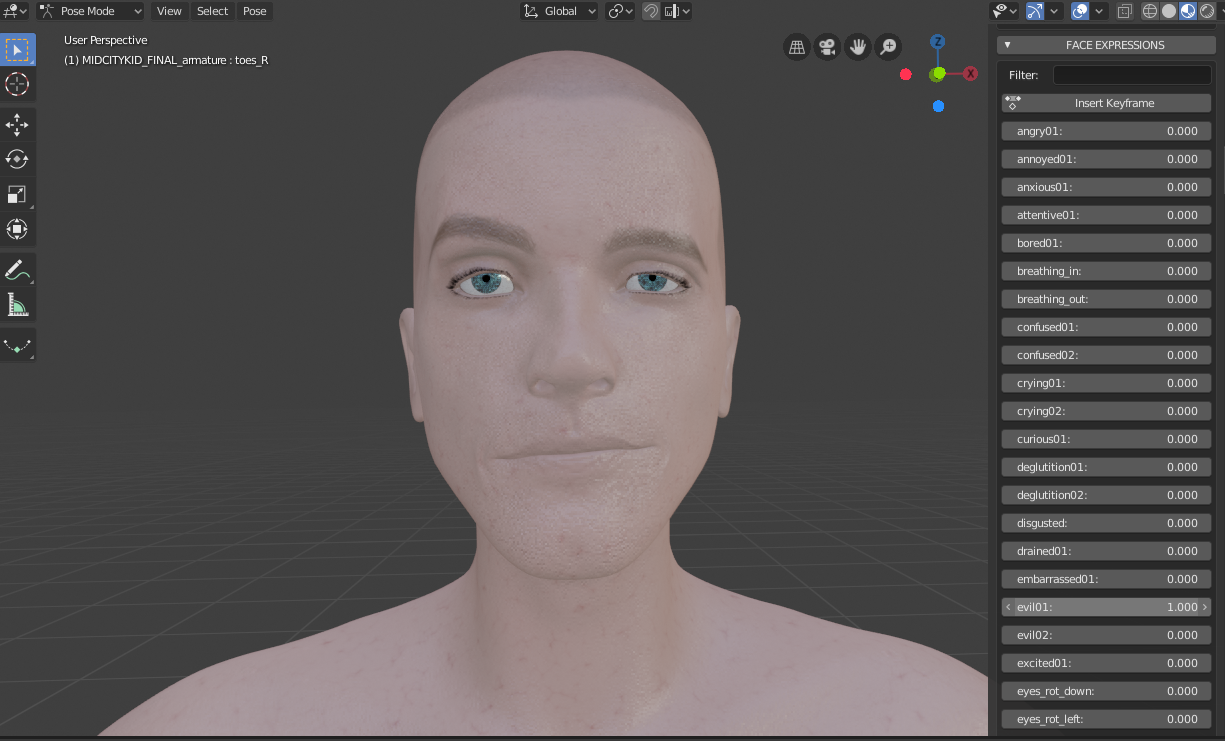 Pose Mode View Select Pose Global
User Perspective
(1) MIDCITYKID_FINAL_armature : toes_R
Z
X
FACE EXPRESSIONS
Filter:
Insert Keyframe
angry01: 0.000
annoyed01: 0.000
anxious01: 0.000
attentive01: 0.000
bored01: 0.000
breathing_in: 0.000
breathing_out: 0.000
confused01: 0.000
confused02: 0.000
crying01: 0.000
crying02: 0.000
curious01: 0.000
deglutition01: 0.000
deglutition02: 0.000
disgusted: 0.000
drained01: 0.000
embarrassed01: 0.000
evil01: 1.000
evil02: 0.000
excited01: 0.000
eyes_rot_down: 0.000
eyes_rot_left: 0.000